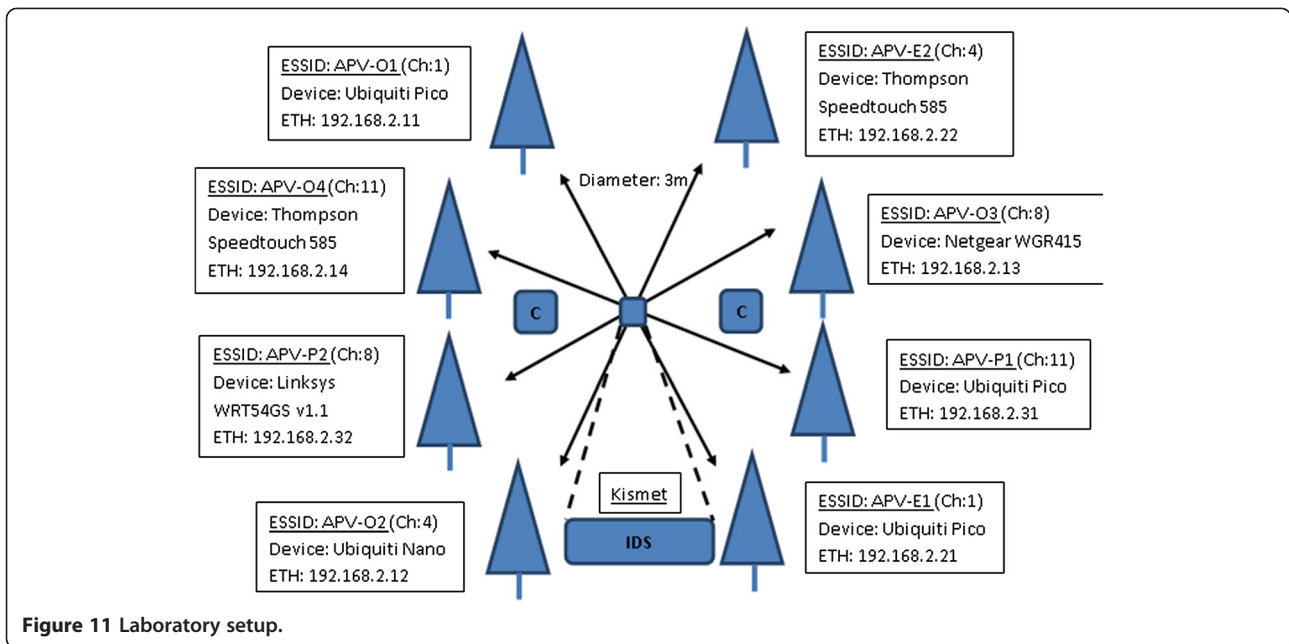 ESSID: APV-O1 (Ch:1)
Device: Ubiquiti Pico
ETH: 192.168.2.11
ESSID: APV-E2 (Ch:4)
Device: Thompson
Speedtouch 585
ETH: 192.168.2.22
Diameter: 3m
ESSID: APV-O4 (Ch:11)
Device: Thompson
Speedtouch 585
ETH: 192.168.2.14
ESSID: APV-O3 (Ch:8)
Device: Netgear WGR415
ETH: 192.168.2.13
C
C
ESSID: APV-P2 (Ch:8)
Device: Linksys
WRT54GS v1.1
ETH: 192.168.2.32
ESSID: APV-P1 (Ch:11)
Device: Ubiquiti Pico
ETH: 192.168.2.31
Kismet
IDS
ESSID: APV-O2 (Ch:4)
Device: Ubiquiti Nano
ETH: 192.168.2.12
ESSID: APV-E1 (Ch:1)
Device: Ubiquiti Pico
ETH: 192.168.2.21
Figure 11 Laboratory setup.